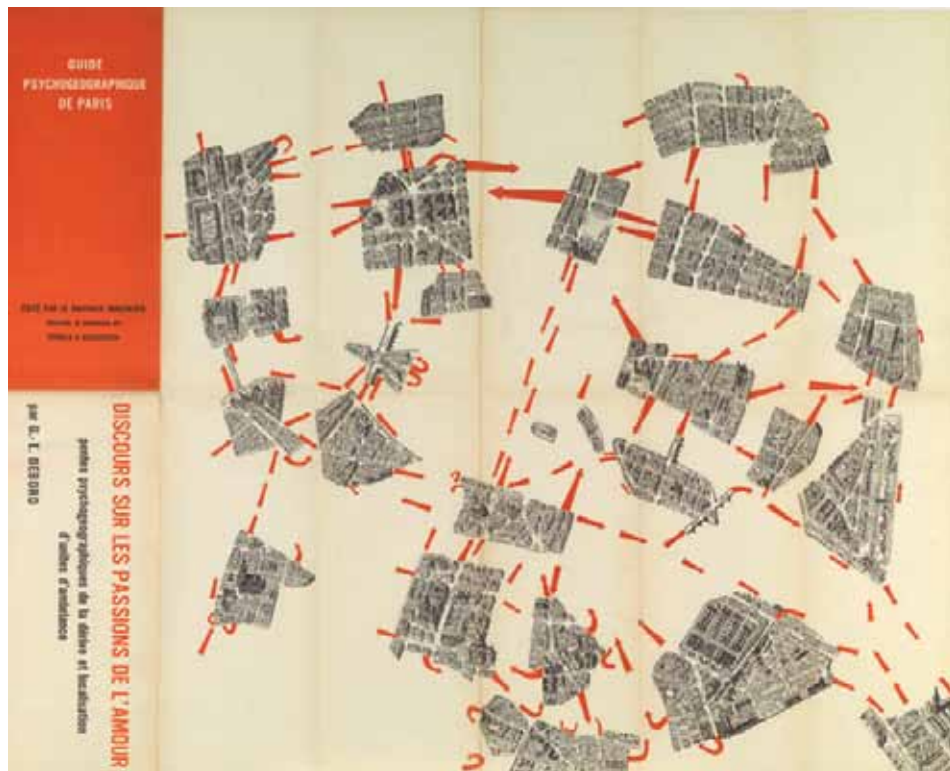 GUIDE
PSYCHOGEOGRAPHIQUE
DE PARIS
DISCOURS SUR LES PASSIONS DE L'AMOUR
pentes psychogeographiques de la dérive et localisation
d'unités d'ambiance
par G.-E. DEBORD